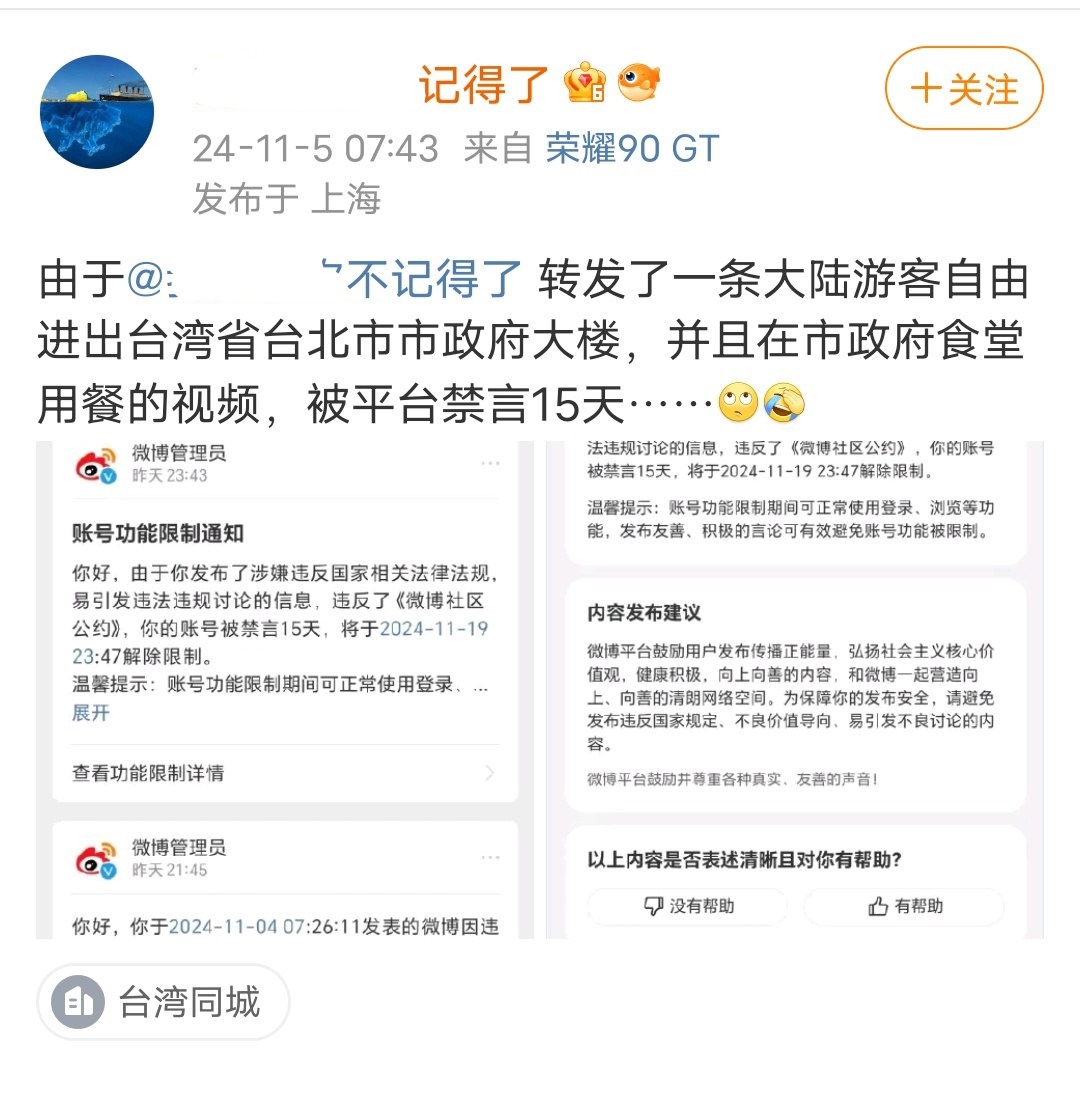 记得了
+关注
24-11-5 07:43 来自 荣耀90 GT
发布于 上海
由于@ 不记得了 转发了一条大陆游客自由
进出台湾省台北市市政府大楼，并且在市政府食堂
用餐的视频，被平台禁言15天……🙄🤣
微博管理员
昨天 23:43
账号功能限制通知
你好，由于你发布了涉嫌违反国家相关法律法规，
易引发违法违规讨论的信息，违反了《微博社区
公约》，你的账号被禁言15天，将于2024-11-19
23:47解除限制。
温馨提示：账号功能限制期间可正常使用登录、...
展开
查看功能限制详情
微博管理员
昨天 21:45
你好，你于2024-11-04 07:26:11发表的微博因违
法违规讨论的信息，违反了《微博社区公约》，你的账号
被禁言15天，将于2024-11-19 23:47解除限制。
温馨提示：账号功能限制期间可正常使用登录、浏览等功
能，发布友善、积极的言论可有效避免账号功能被限制。
内容发布建议
微博平台鼓励用户发布传播正能量，弘扬社会主义核心价
值观，健康积极，向上向善的内容，和微博一起营造向
上、向善的清朗网络空间。为保障你的发布安全，请避免
发布违反国家规定、不良价值导向、易引发不良讨论的内
容。
微博平台鼓励并尊重各种真实、友善的声音！
以上内容是否表述清晰且对你有帮助？
没有帮助
有帮助
台湾同城